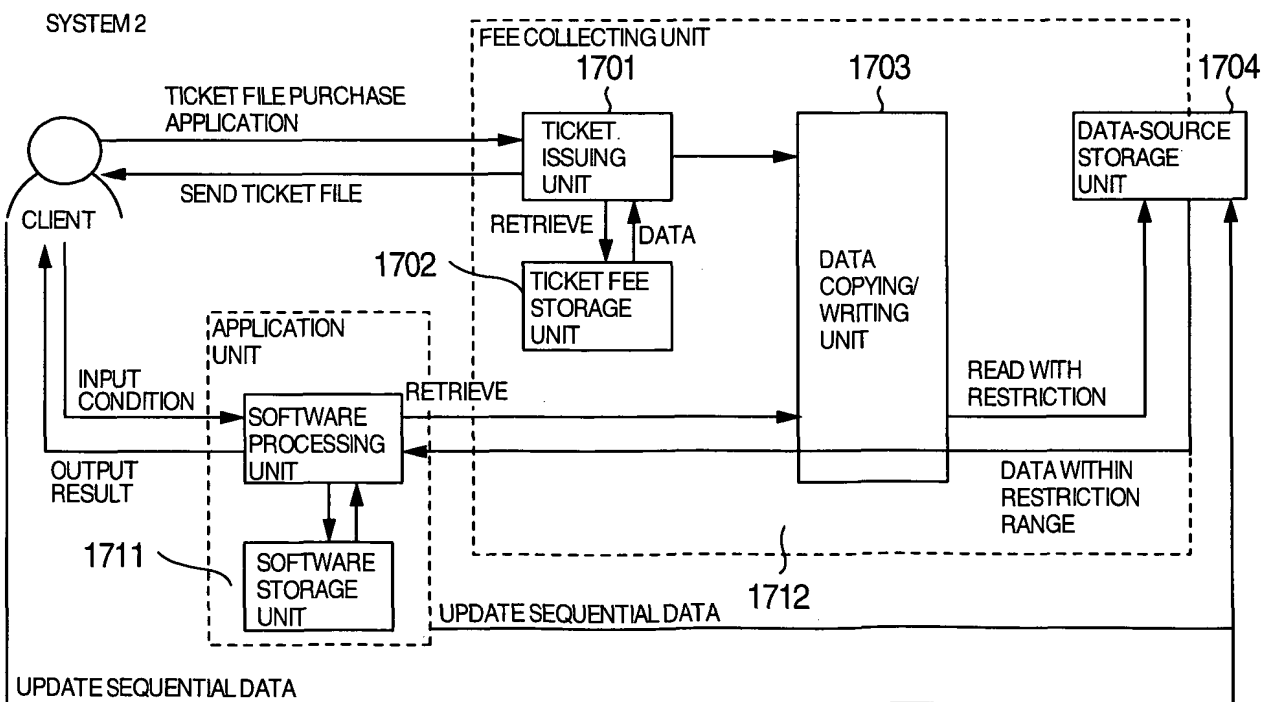 SYSTEM 2
FEE COLLECTING UNIT
1701
1703
1704
TICKET FILE PURCHASE
APPLICATION
TICKET.
ISSUING
UNIT
DATA-SOURCE
STORAGE
UNIT
SEND TICKET FILE
CLIENT
RETRIEVE
DATA
1702
TICKET FEE
STORAGE
UNIT
DATA
COPYING/
WRITING
UNIT
APPLICATION
UNIT
INPUT
CONDITION
RETRIEVE
READ WITH
RESTRICTION
SOFTWARE
PROCESSING
UNIT
OUTPUT
RESULT
DATA WITHIN
RESTRICTION
RANGE
1711
SOFTWARE
STORAGE
UNIT
1712
UPDATE SEQUENTIAL DATA
UPDATE SEQUENTIAL DATA